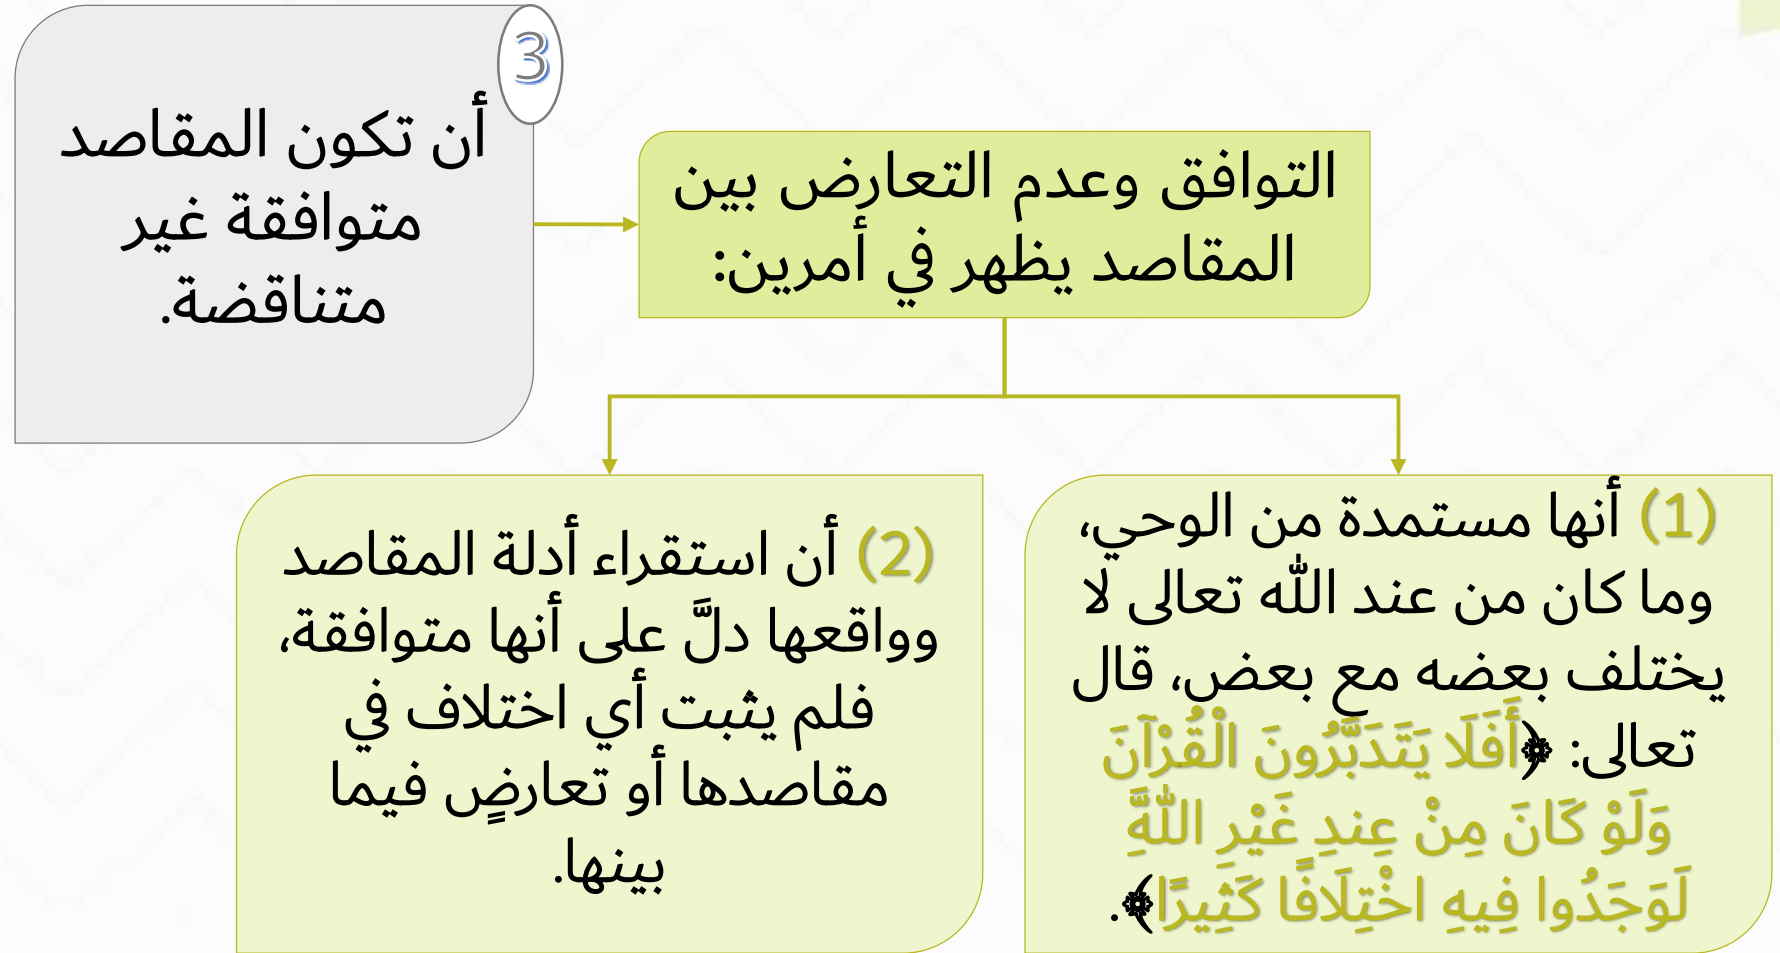 3
أن تكون المقاصد
متوافقة غير
متناقضة.
التوافق وعدم التعارض بين
المقاصد يظهر في أمرين:
(1) أنها مستمدة من الوحي،
وما كان من عند الله تعالى لا
يختلف بعضه مع بعض، قال
تعالى: ﴿أَفَلَا يَتَدَبَّرُونَ الْقُرْآنَ
وَلَوْ كَانَ مِنْ عِندِ غَيْرِ اللَّهِ
لَوَجَدُوا فِيهِ اخْتِلَافًا كَثِيرًا﴾.
(2) أن استقراء أدلة المقاصد
وواقعها دلَّ على أنها متوافقة،
فلم يثبت أي اختلاف في
مقاصدها أو تعارضٍ فيما
بينها.